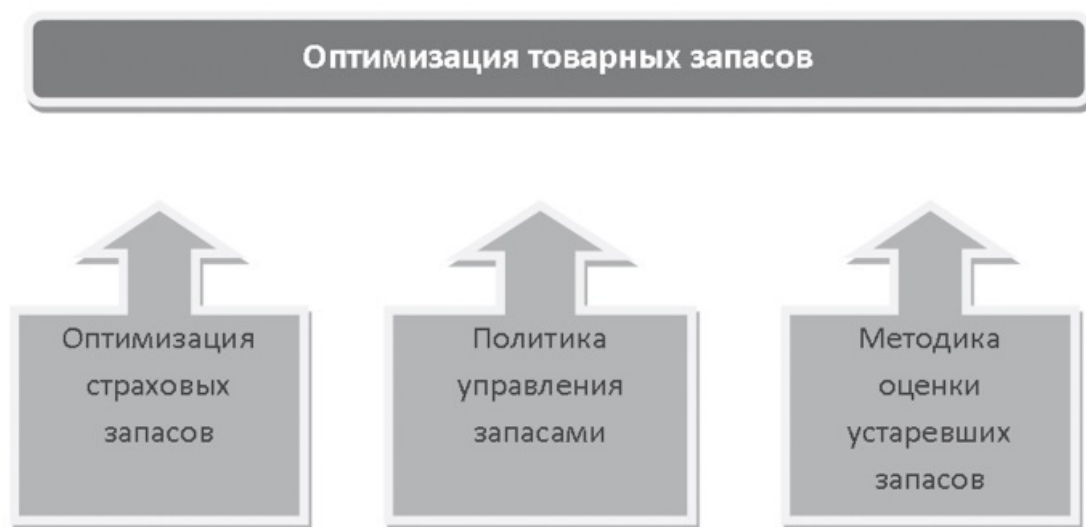 Оптимизация товарных запасов
Оптимизация
страховых
запасов
Политика
управления
запасами
Методика
оценки
устаревших
запасов